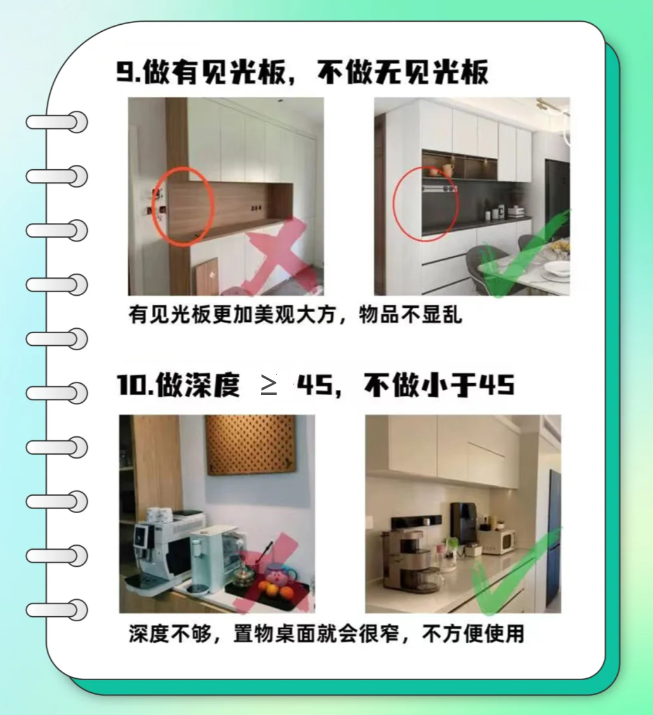 9.做有见光板，不做无见光板
有见光板更加美观大方，物品不显乱
10.做深度 ≥ 45，不做小于45
深度不够，置物桌面就会很窄，不方便使用